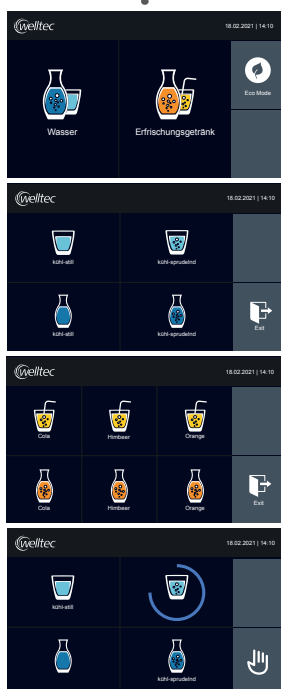 welltec
18.02.2021 | 14:10
Wasser
Erfrischungsgetränk
Eco Mode
welltec
18.02.2021 | 14:10
kühl-still
kühl-sprudelnd
kühl-still
kühl-sprudelnd
Exit
welltec
18.02.2021 | 14:10
Cola
Himbeer
Orange
Cola
Himbeer
Orange
Exit
welltec
18.02.2021 | 14:10
kühl-still
kühl-sprudelnd